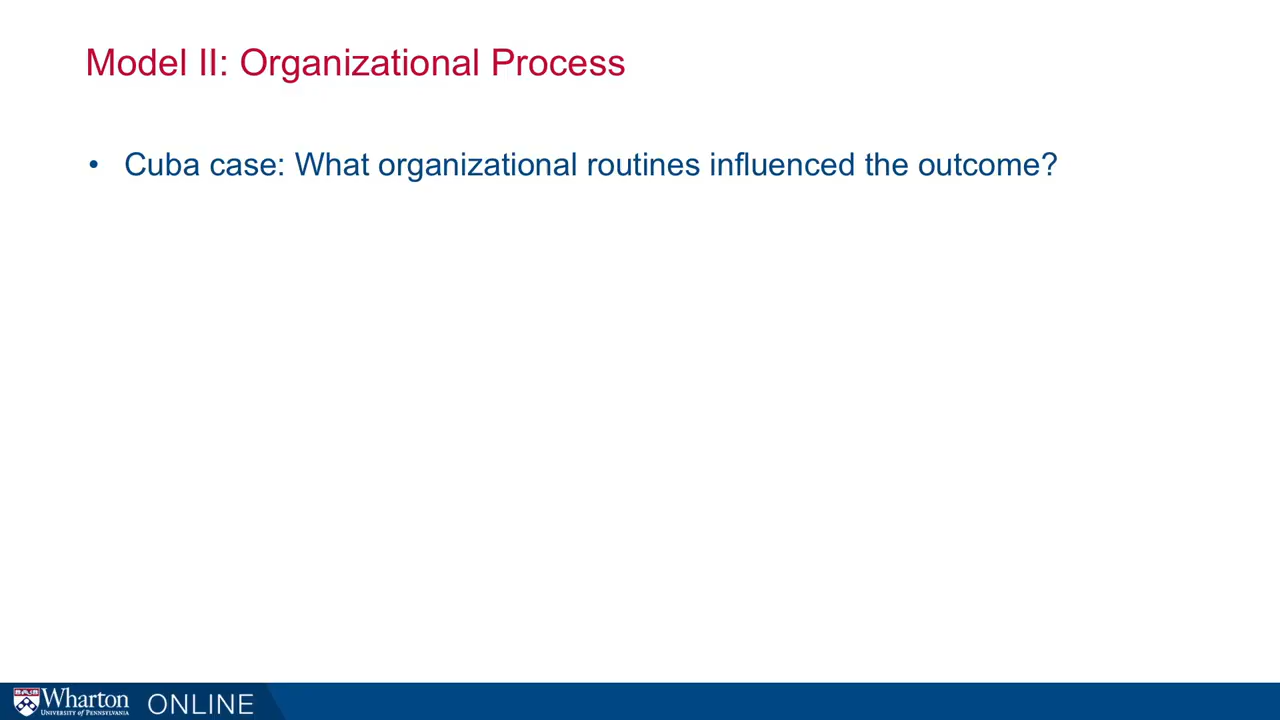 Model II: Organizational Process
• Cuba case: What organizational routines influenced the outcome?
Wharton
UNIVERSITY OF PENNSYLVANIA
ONLINE